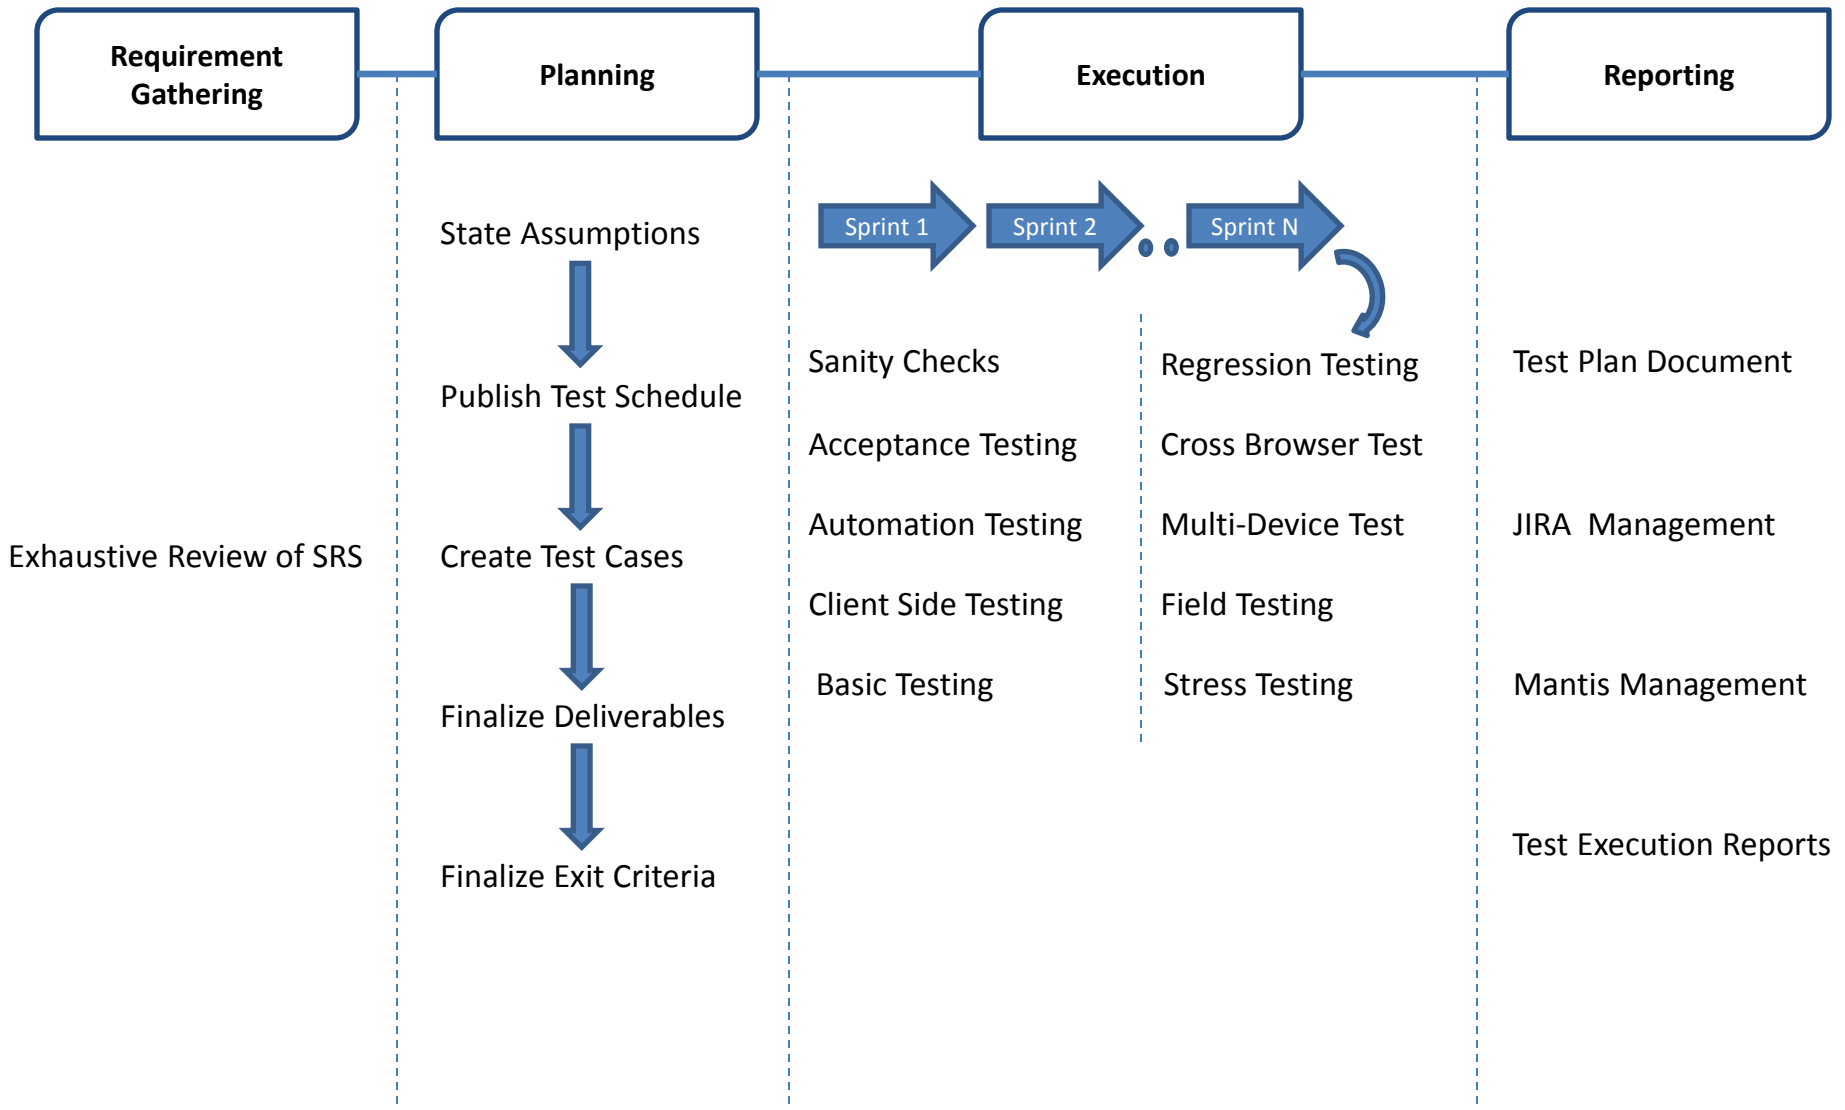 Requirement
Gathering
Planning
Execution
Reporting
Exhaustive Review of SRS
State Assumptions
Publish Test Schedule
Create Test Cases
Finalize Deliverables
Finalize Exit Criteria
Sprint 1
Sprint 2
Sprint N
Sanity Checks
Acceptance Testing
Automation Testing
Client Side Testing
Basic Testing
Regression Testing
Cross Browser Test
Multi-Device Test
Field Testing
Stress Testing
Test Plan Document
JIRA  Management
Mantis Management
Test Execution Reports